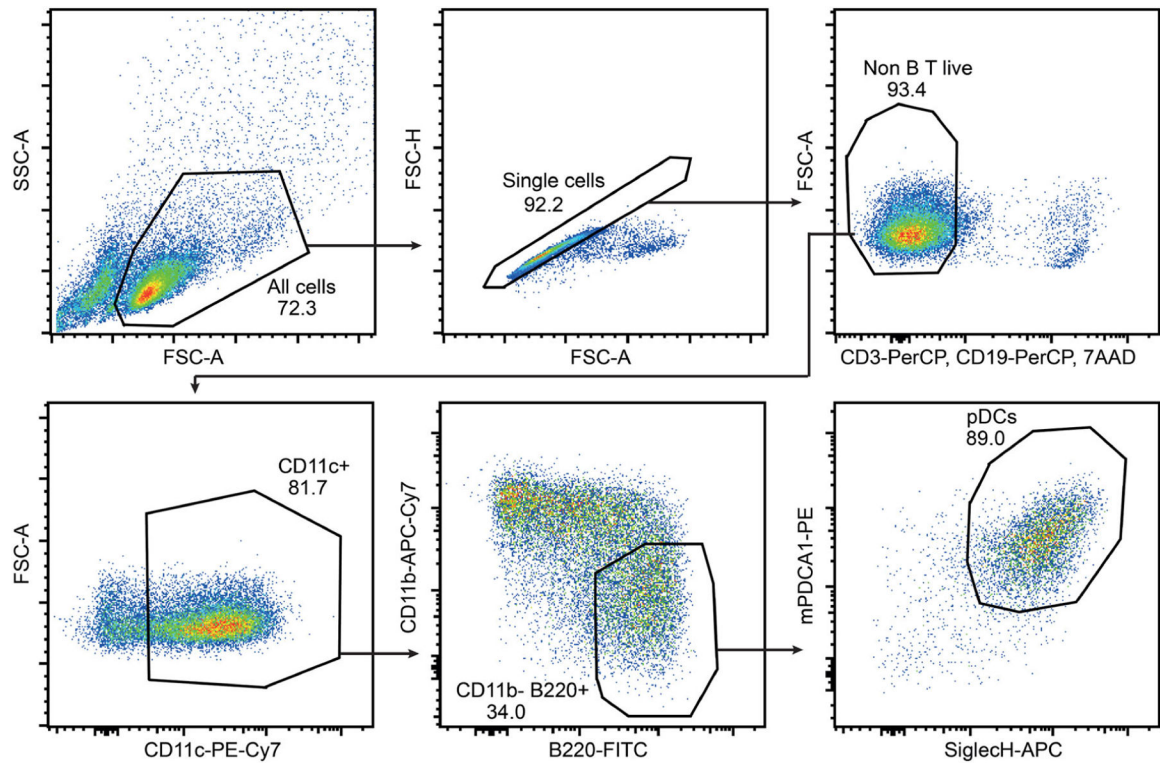 SSC-A
All cells
72.3
FSC-A
FSC-H
Single cells
92.2
FSC-A
FSC-A
Non B T live
93.4
CD3-PerCP, CD19-PerCP, 7AAD
FSC-A
CD11c+
81.7
CD11c-PE-Cy7
CD11b-APC-Cy7
CD11b- B220+
34.0
B220-FITC
mPDCA1-PE
pDCs
89.0
SiglecH-APC